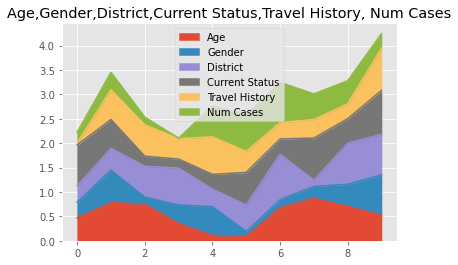 Age,Gender,District,Current Status,Travel History, Num Cases
4.0
3.5
3.0
2.5
2.0
1.5
1.0
0.5
0.0
Age
Gender
District
Current Status
Travel History
Num Cases
0 2 4 6 8